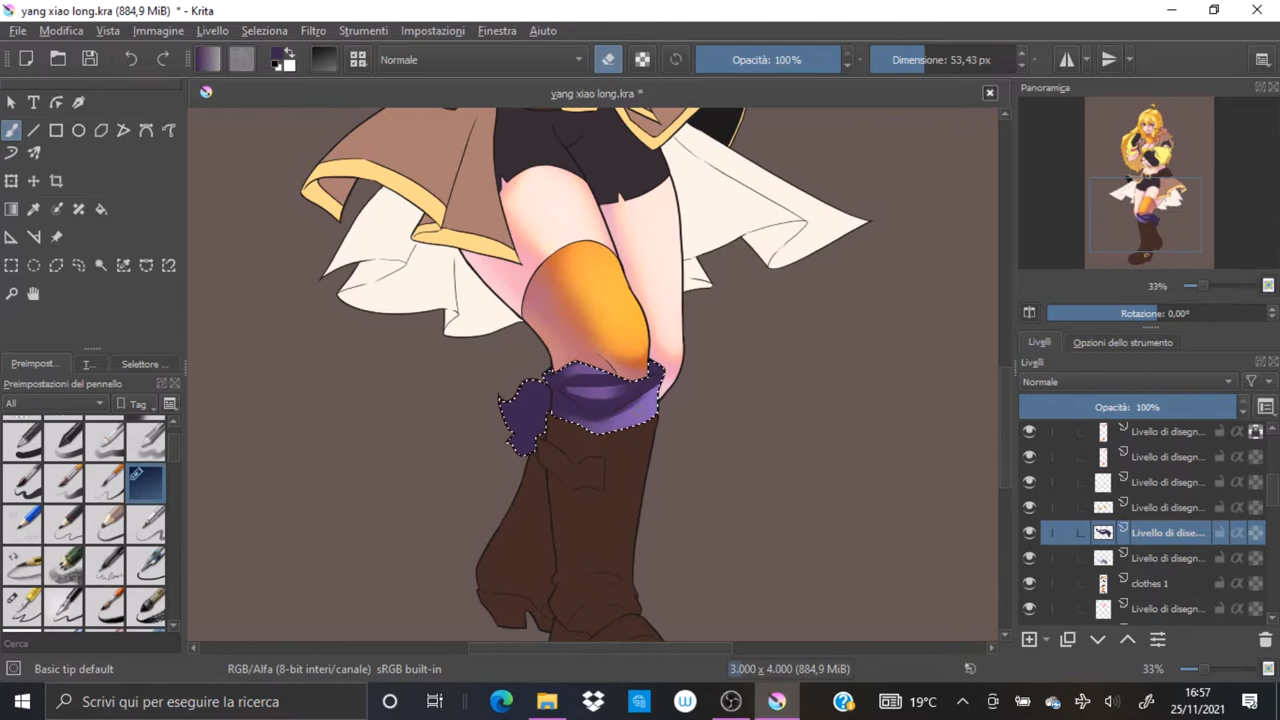 yang xiao long.kra (884,9 MiB) * - Krita
File Modifica Vista Immagine Livello Seleziona Filtro Strumenti Impostazioni Finestra Aiuto
Normale
Opacità: 100%
Dimensione: 53,43 px
yang xiao long.kra *
Panoramica
33%
Rotazione: 0,00º
Livelli Opzioni dello strumento
Livelli
Normale
Opacità: 100%
Livello di disegn...
Livello di disegn...
Livello di disegn...
Livello di disegn...
Livello di dise...
Livello di disegn...
clothes 1
Livello di disegn...
Preimpost... T... Selettore ...
Preimpostazioni del pennello
All
Tag
Cerca
Basic tip default
RGB/Alfa (8-bit interi/canale) sRGB built-in
3.000 x 4.000 (884,9 MiB)
33%
Scrivi qui per eseguire la ricerca
19°C
16:57
25/11/2021